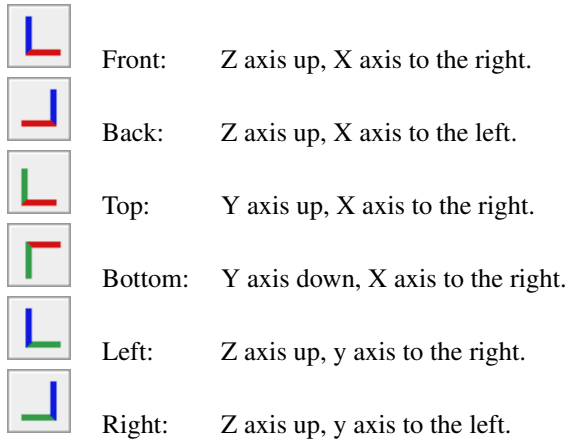 Front: Z axis up, X axis to the right.
Back: Z axis up, X axis to the left.
Top: Y axis up, X axis to the right.
Bottom: Y axis down, X axis to the right.
Left: Z axis up, y axis to the right.
Right: Z axis up, y axis to the left.